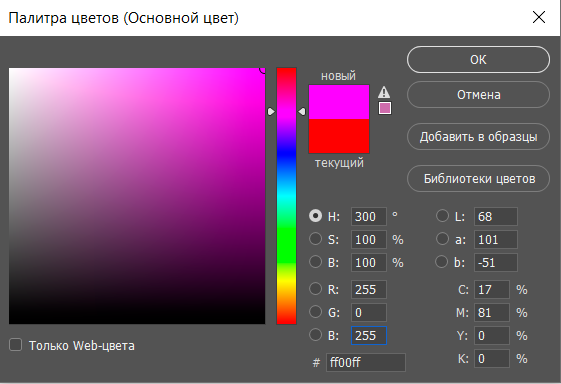 Палитра цветов (Основной цвет)
новый
текущий
OK
Отмена
Добавить в образцы
Библиотеки цветов
H: 300 ° L: 68
S: 100 % a: 101
B: 100 % b: -51
R: 255 C: 17 %
G: 0 M: 81 %
B: 255 Y: 0 %
# ff00ff K: 0 %
Только Web-цвета